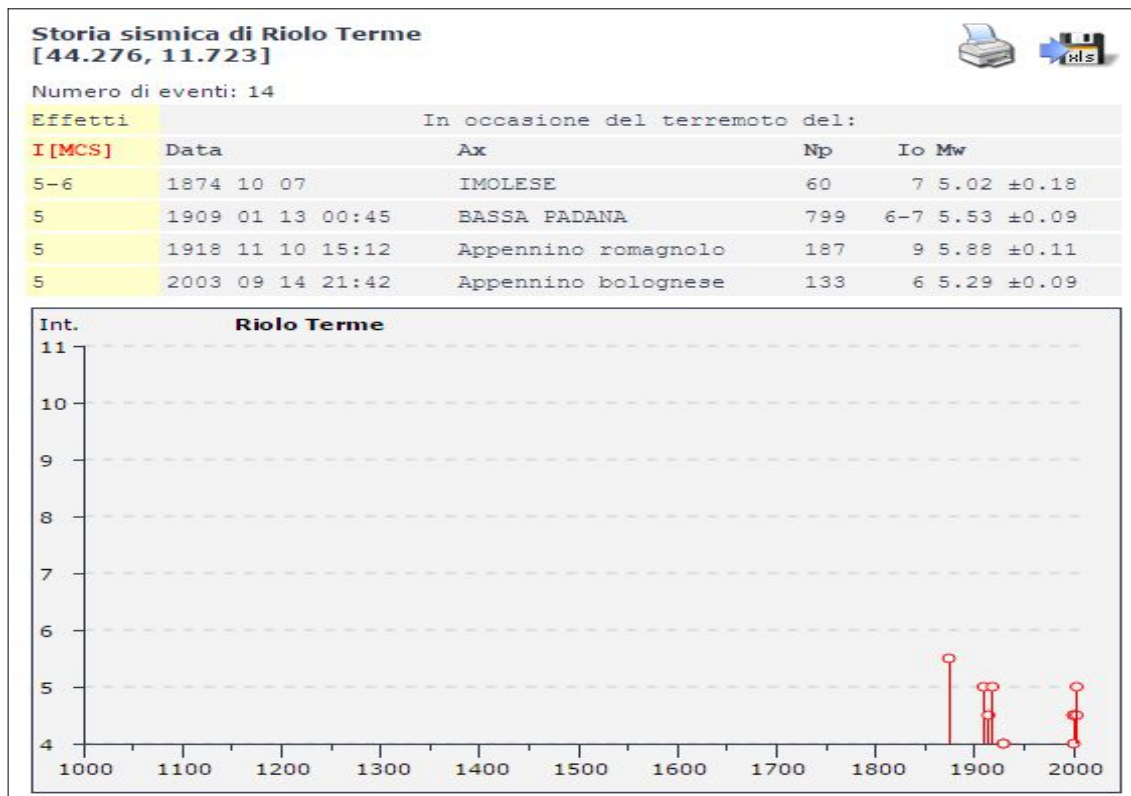 Storia sismica di Riolo Terme
[44.276, 11.723]
xls
Numero di eventi: 14
Effetti In occasione del terremoto del:
I[MCS] Data Ax Np Io Mw
5-6 1874 10 07 IMOLESE 60 7 5.02 ±0.18
5 1909 01 13 00:45 BASSA PADANA 799 6-7 5.53 ±0.09
5 1918 11 10 15:12 Appennino romagnolo 187 9 5.88 ±0.11
5 2003 09 14 21:42 Appennino bolognese 133 6 5.29 ±0.09
Int. Riolo Terme
11
10
9
8
7
6
5
4
1000 1100 1200 1300 1400 1500 1600 1700 1800 1900 2000